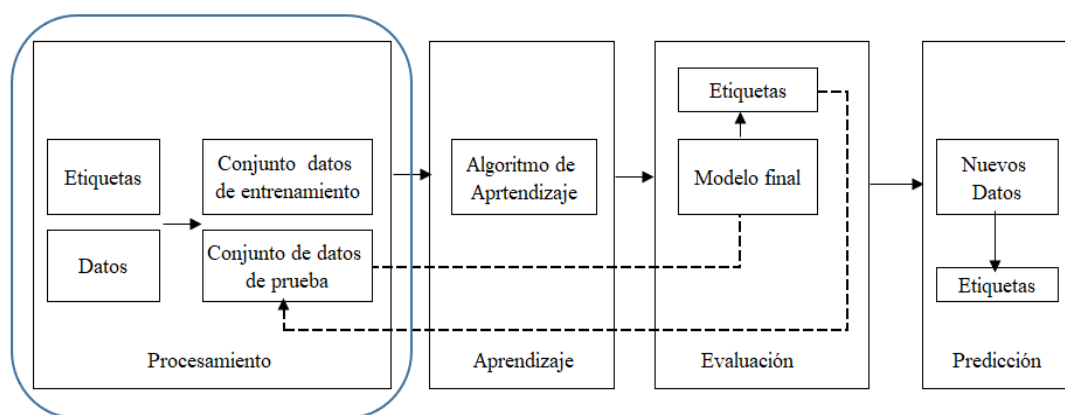 Etiquetas
Datos
Conjunto datos
de entrenamiento
Conjunto de datos
de prueba
Procesamiento
Algoritmo de
Aprtendizaje
Aprendizaje
Etiquetas
Modelo final
Evaluación
Nuevos
Datos
Etiquetas
Predicción